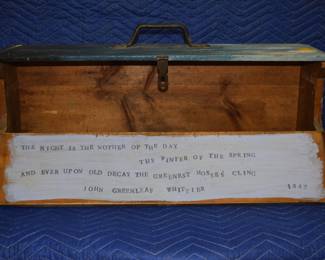 THE NIGHT IS THE MOTHER OF THE DAY
THE WINTER OF THE SPRING
AND EVER UPON OLD DECAY THE GREENEST MOSSES CLING
JOHN GREENLEAF WHITTIER 1847